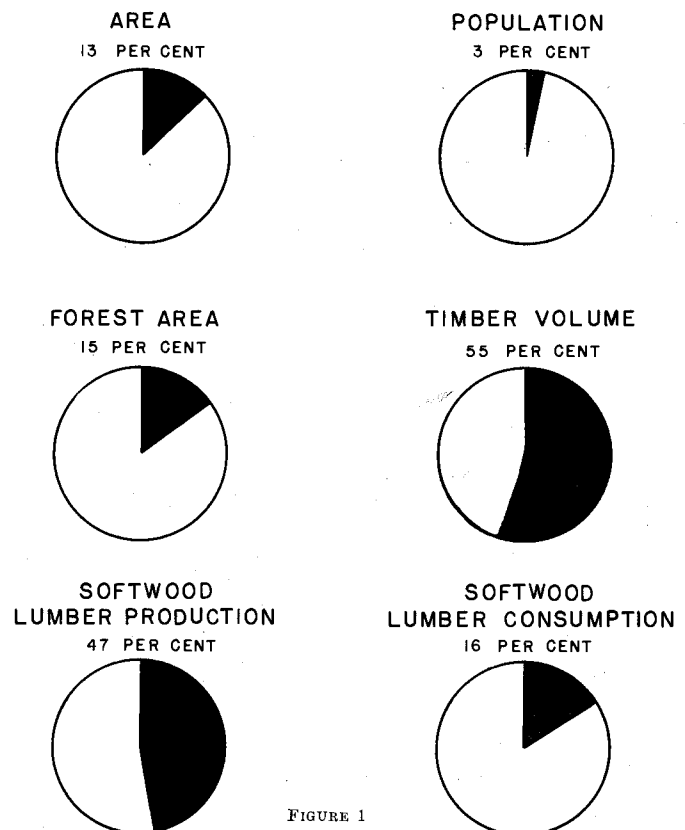 AREA
13 PER CENT
POPULATION
3 PER CENT
FOREST AREA
15 PER CENT
TIMBER VOLUME
55 PER CENT
SOFTWOOD
LUMBER PRODUCTION
47 PER CENT
SOFTWOOD
LUMBER CONSUMPTION
16 PER CENT
FIGURE 1